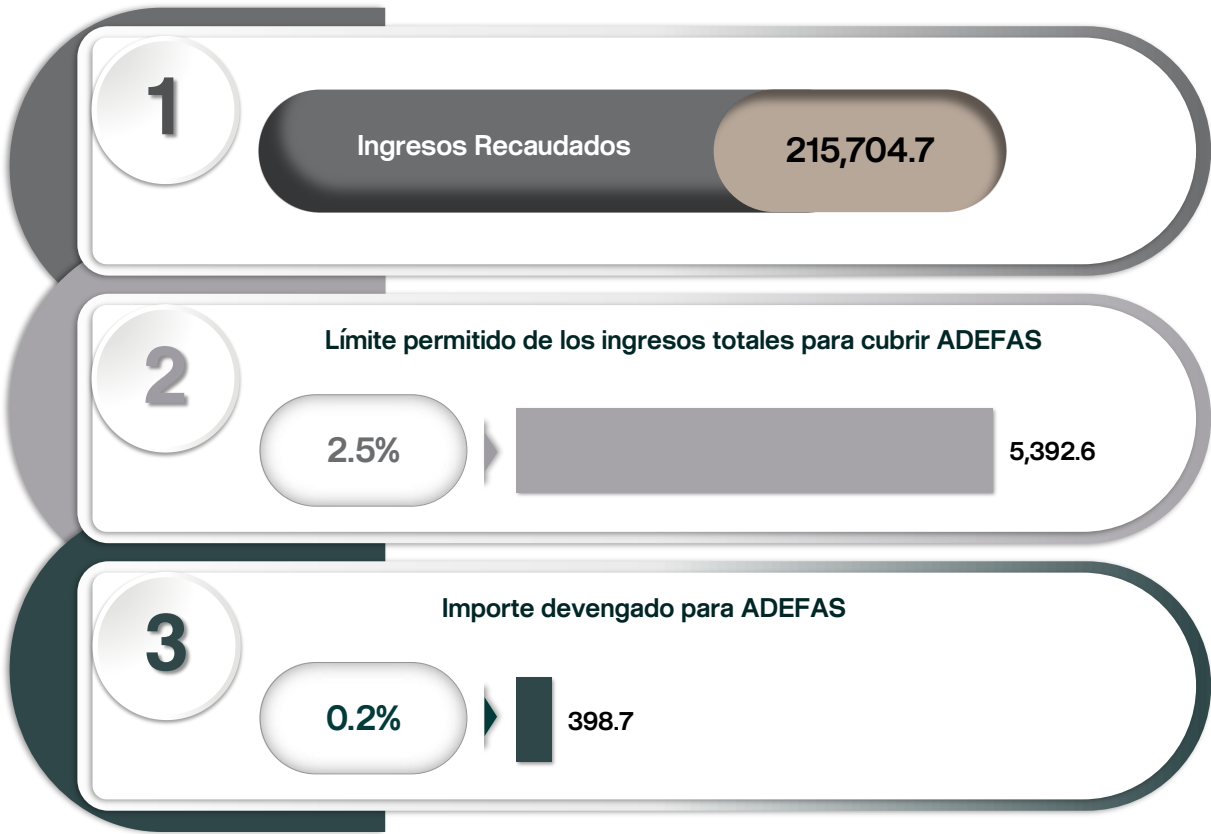 1
Ingresos Recaudados
215,704.7
2
Límite permitido de los ingresos totales para cubrir ADEFAS
2.5%
5,392.6
3
Importe devengado para ADEFAS
0.2%
398.7